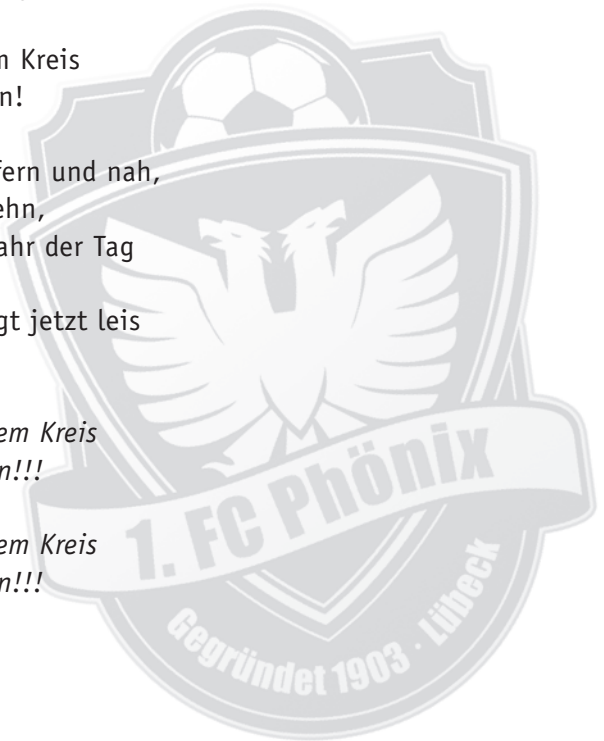 Kreis
n!
fern und nah,
ehn,
ahr der Tag
gt jetzt leis
em Kreis
n!!!
em Kreis
n!!!
1. FC Phönix
Gegründet 1903 · Lübeck